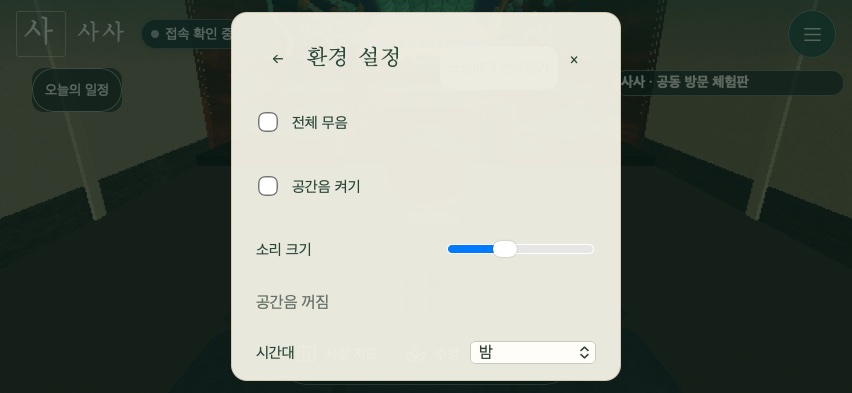 사 사사
접속 확인 중
오늘의 일정
사사 · 공동 방문 체험판
← 환경 설정 ×
전체 무음
공간음 켜기
소리 크기
공간음 꺼짐
시간대 밤